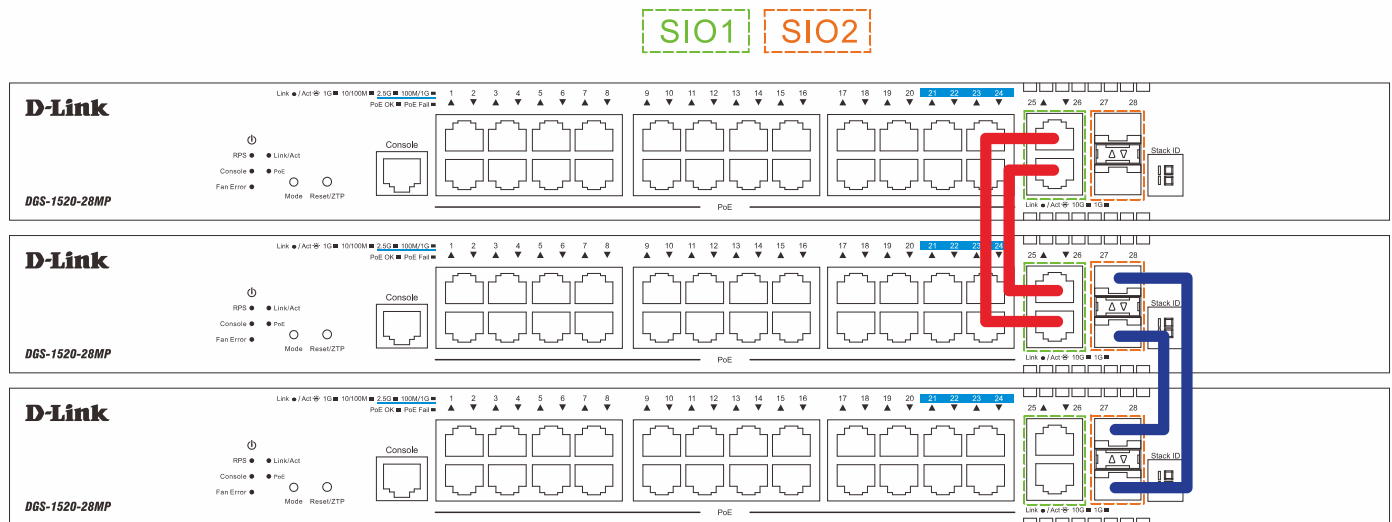 SIO1 SIO2
D-Link
Link ● / Act 1G ■ 10/100M ■ 2.5G ■ 100M/1G ■
PoE OK ■ PoE Fail ■
1 2 3 4 5 6 7 8 9 10 11 12 13 14 15 16 17 18 19 20 21 22 23 24
25 ▲ ▼ 26 27 28
RPS ● ● Link/Act
Console ● ● PoE
Fan Error ●
Mode Reset/ZTP
Console
Stack ID
DGS-1520-28MP
PoE
Link ● / Act 10G ■ 1G ■
D-Link
Link ● / Act 1G ■ 10/100M ■ 2.5G ■ 100M/1G ■
PoE OK ■ PoE Fail ■
1 2 3 4 5 6 7 8 9 10 11 12 13 14 15 16 17 18 19 20 21 22 23 24
25 ▲ ▼ 26 27 28
RPS ● ● Link/Act
Console ● ● PoE
Fan Error ●
Mode Reset/ZTP
Console
Stack ID
DGS-1520-28MP
PoE
Link ● / Act 10G ■ 1G ■
D-Link
Link ● / Act 1G ■ 10/100M ■ 2.5G ■ 100M/1G ■
PoE OK ■ PoE Fail ■
1 2 3 4 5 6 7 8 9 10 11 12 13 14 15 16 17 18 19 20 21 22 23 24
25 ▲ ▼ 26 27 28
RPS ● ● Link/Act
Console ● ● PoE
Fan Error ●
Mode Reset/ZTP
Console
Stack ID
DGS-1520-28MP
PoE
Link ● / Act 10G ■ 1G ■